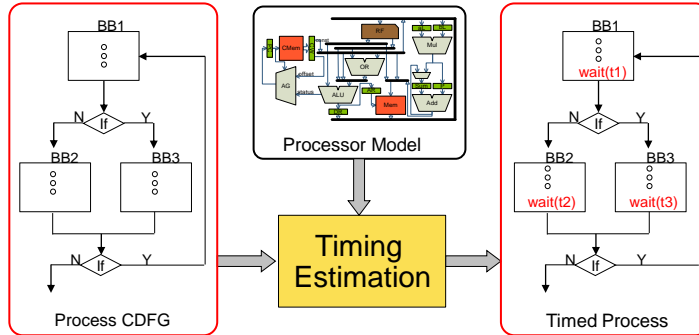 BB1
N
If
Y
BB2
BB3
N
If
Y
Process CDFG
CMem
RF
OR
AG
offset
status
ALU
Mem
Mul
Add
Processor Model
Timing
Estimation
BB1
wait(t1)
N
If
Y
BB2
BB3
wait(t2)
wait(t3)
N
If
Y
Timed Process